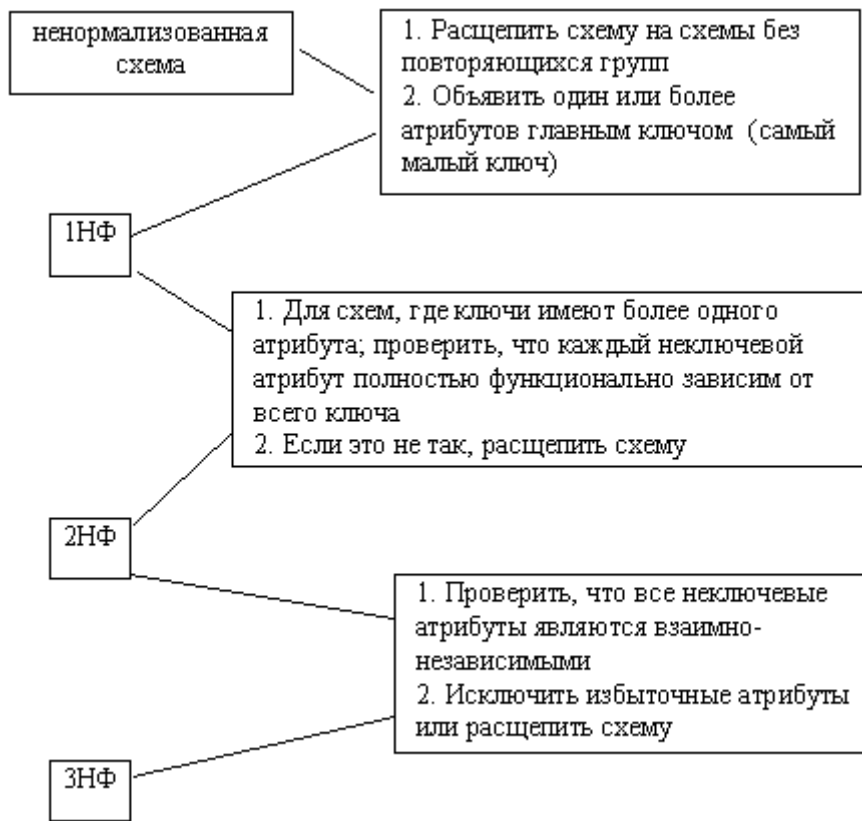 ненормализованная
схема
1. Расщепить схему на схемы без
повторяющихся групп
2. Объявить один или более
атрибутов главным ключом (самый
малый ключ)
1НФ
1. Для схем, где ключи имеют более одного
атрибута; проверить, что каждый неключевой
атрибут полностью функционально зависим от
всего ключа
2. Если это не так, расщепить схему
2НФ
1. Проверить, что все неключевые
атрибуты являются взаимно-
независимыми
2. Исключить избыточные атрибуты
или расщепить схему
3НФ